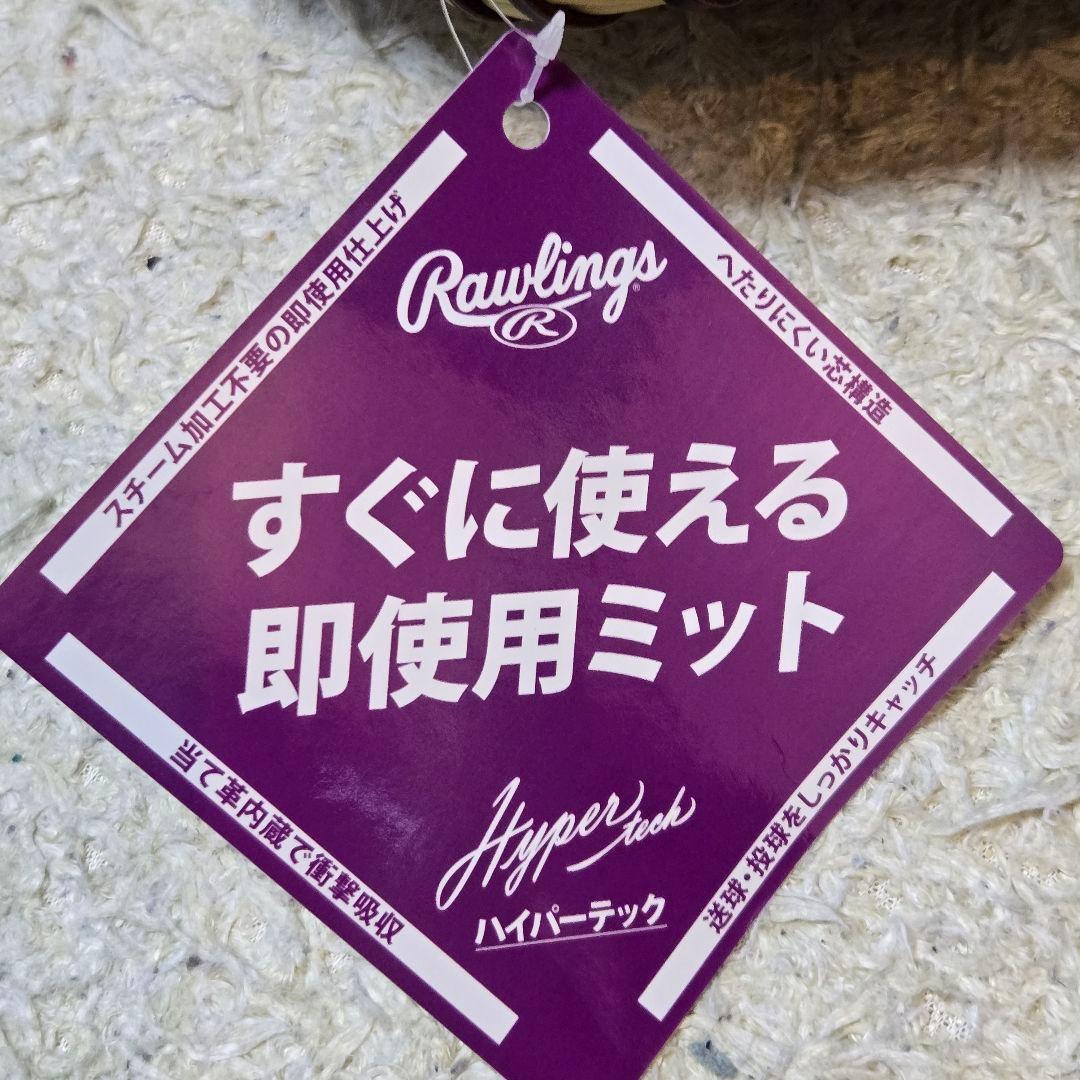 Rawlings
R
スチーム加工不要の即使用仕上げ
へたりにくい芯構造
すぐに使える
即使用ミット
当て革内蔵で衝撃吸収
送球・投球をしっかりキャッチ
Hyper tech
ハイパーテック